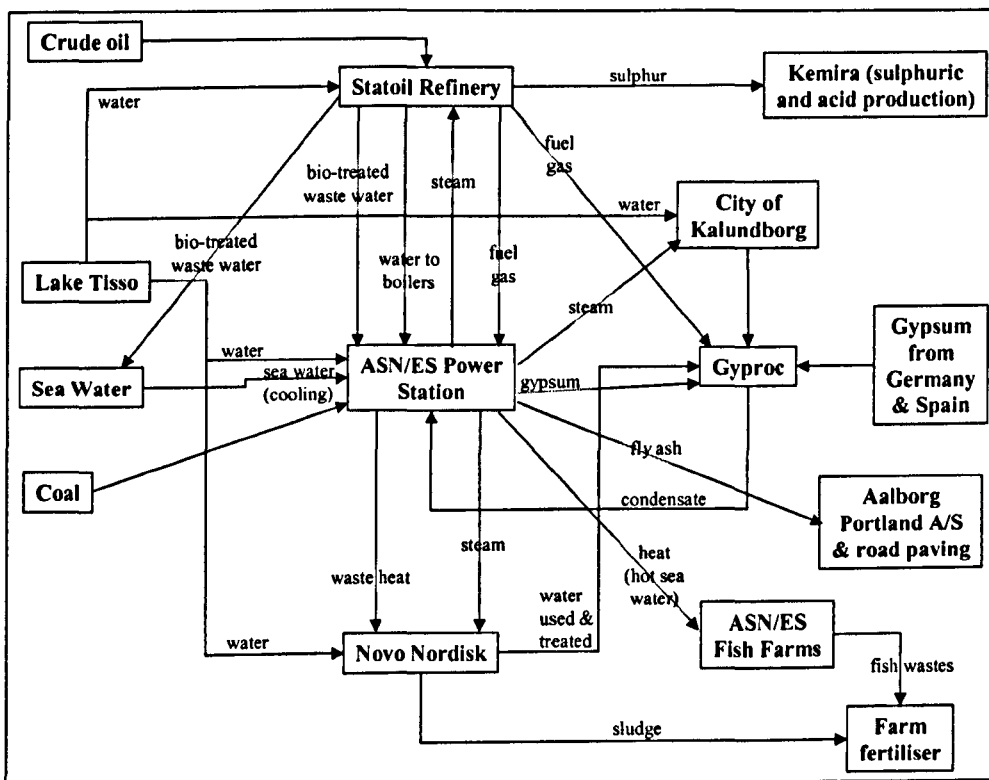 Crude oil
Statoil Refinery
sulphur
Kemira (sulphuric
and acid production)
water
fuel
gas
bio-treated
waste water
steam
City of
Kalundborg
water
bio-treated
waste water
water to
boilers
fuel
gas
Lake Tisso
steam
Gypsum
from
Germany
& Spain
water
ASN/ES Power
Station
Gyproc
Sea Water
sea water
(cooling)
gypsum
fly ash
Coal
condensate
Aalborg
Portland A/S
& road paving
steam
heat
(hot sea
water)
waste heat
water
used &
treated
ASN/ES
Fish Farms
water
Novo Nordisk
fish wastes
sludge
Farm
fertiliser